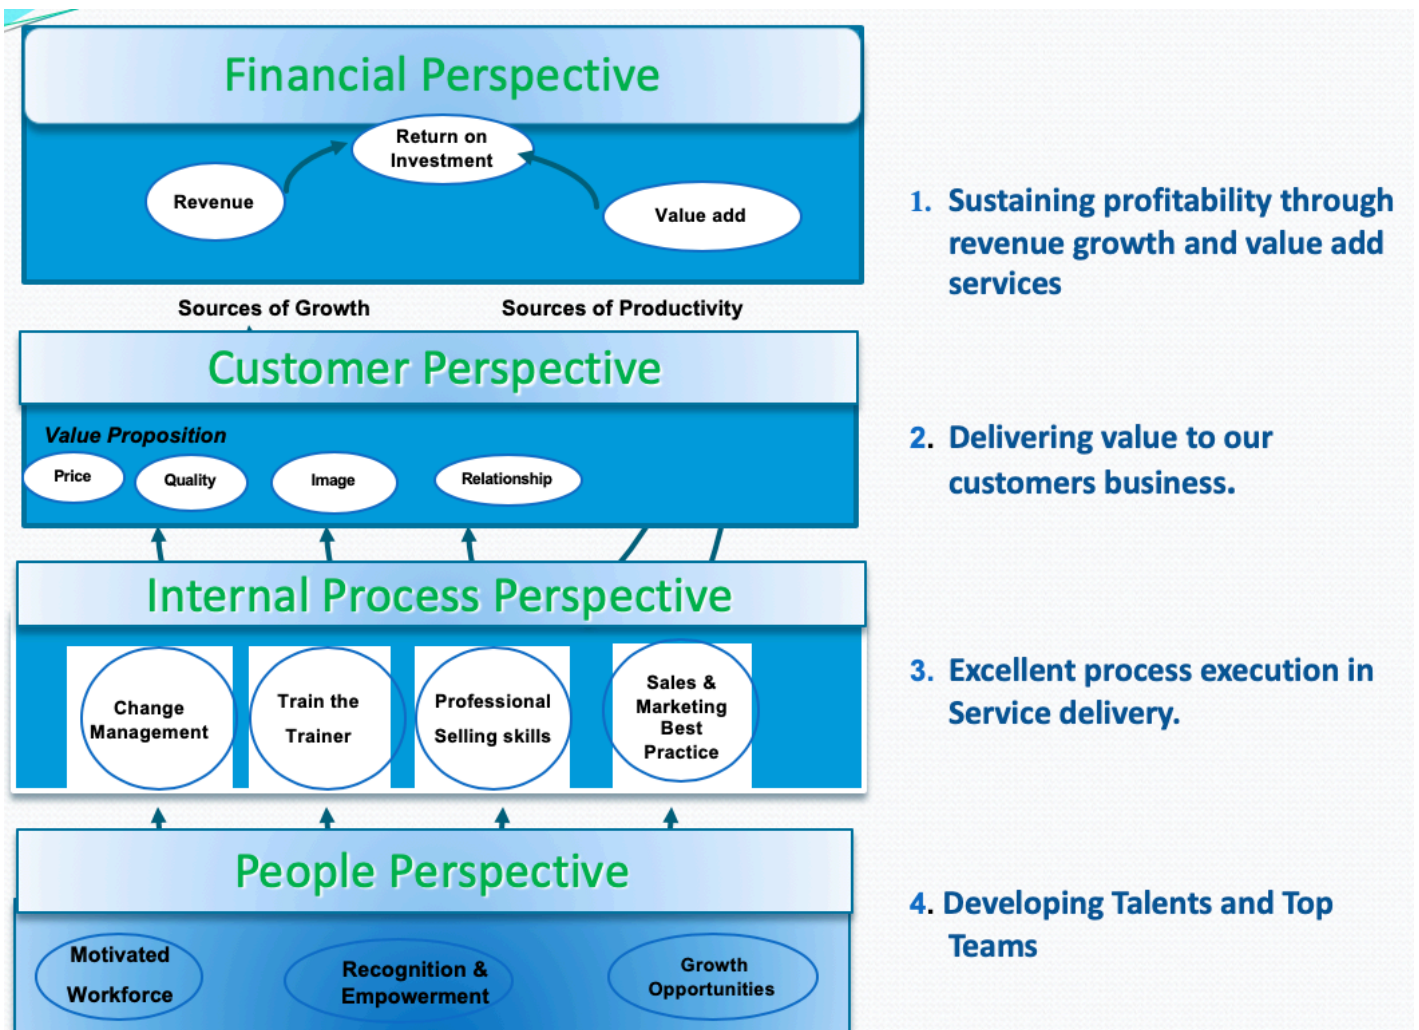 Financial Perspective
Return on
Investment
Revenue
Value add
1. Sustaining profitability through
revenue growth and value add
services
Sources of Growth
Sources of Productivity
Customer Perspective
Value Proposition
Price
Quality
Image
Relationship
2. Delivering value to our
customers business.
Internal Process Perspective
Change
Management
Train the
Trainer
Professional
Selling skills
Sales &
Marketing
Best
Practice
3. Excellent process execution in
Service delivery.
People Perspective
Motivated
Workforce
Recognition &
Empowerment
Growth
Opportunities
4. Developing Talents and Top
Teams